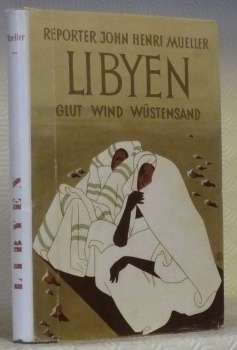 REPORTER JOHN HENRI MUELLER
LIBYEN
GLUT WIND WÜSTENSAND
Mueller
LIBYEN